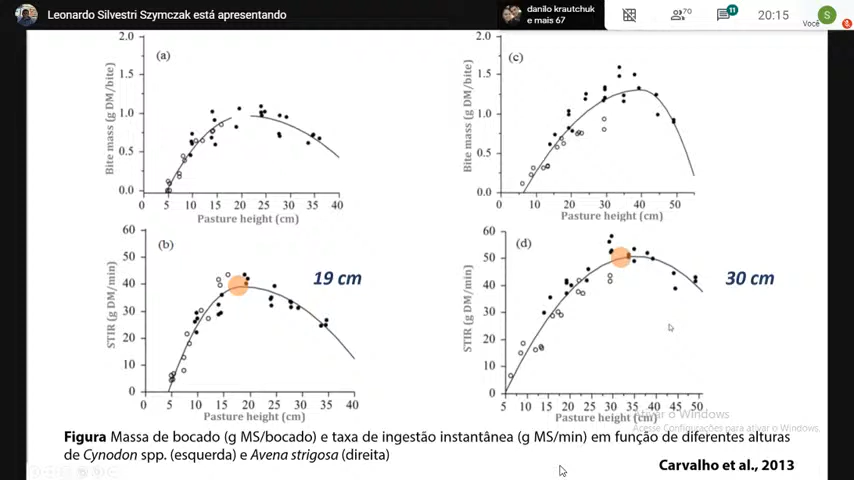 Leonardo Silvestri Szymczak está apresentando
danilo krautchuk
e mais 67
70
11
20:15
Você
S
2.0
(a)
1.5
1.0
0.5
0.0
Bite mass (g DM/bite)
0 5 10 15 20 25 30 35 40
Pasture height (cm)
2.0
(c)
1.5
1.0
0.5
0.0
Bite mass (g DM/bite)
0 10 20 30 40 50
Pasture height (cm)
60
(b)
50
40
30
20
10
0
STIR (g DM/min)
19 cm
0 5 10 15 20 25 30 40
Pasture height (cm)
60
(d)
50
40
30
20
10
0
STIR (g DM/min)
30 cm
5 10 15 20 25 30 35 40 45 50
Pasture height (cm)
Ativar o Windows
Acesse Configurações para ativar o Windows.
Figura Massa de bocado (g MS/bocado) e taxa de ingestão instantânea (g MS/min) em função de diferentes alturas
de Cynodon spp. (esquerda) e Avena strigosa (direita)
Carvalho et al., 2013